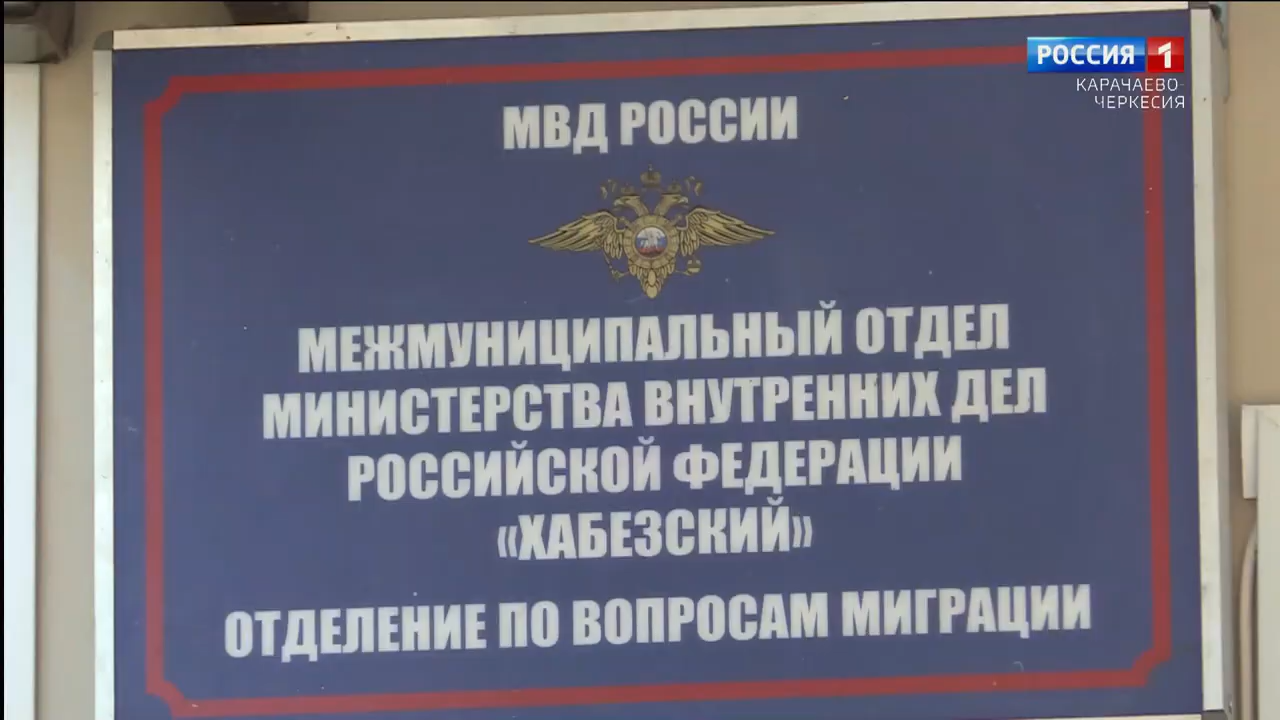 РОССИЯ 1
КАРАЧАЕВО-
ЧЕРКЕСИЯ
МВД РОССИИ
МЕЖМУНИЦИПАЛЬНЫЙ ОТДЕЛ
МИНИСТЕРСТВА ВНУТРЕННИХ ДЕЛ
РОССИЙСКОЙ ФЕДЕРАЦИИ
«ХАБЕЗСКИЙ»
ОТДЕЛЕНИЕ ПО ВОПРОСАМ МИГРАЦИИ